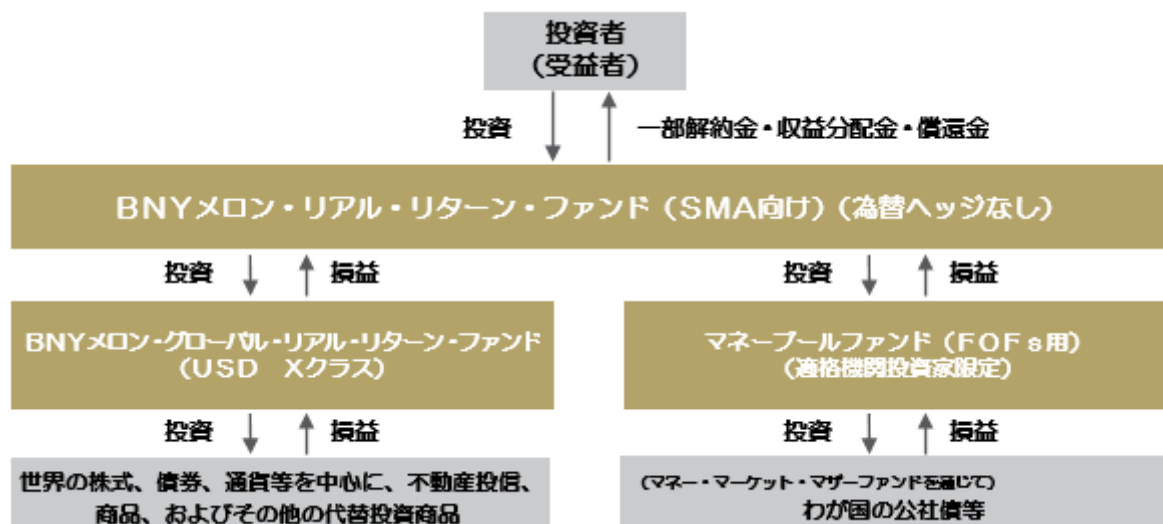 投資者
（受益者）
投資
一部解約金・収益分配金・償還金
BNYメロン・リアル・リターン・ファンド（SMA向け）（為替ヘッジなし）
投資
損益
投資
損益
BNYメロン・グローバル・リアル・リターン・ファンド
（USD　Xクラス）
マネープールファンド（FOFs用）
（適格機関投資家限定）
投資
損益
投資
損益
世界の株式、債券、通貨等を中心に、不動産投信、
商品、およびその他の代替投資商品
（マネー・マーケット・マザーファンドを通じて）
わが国の公社債等